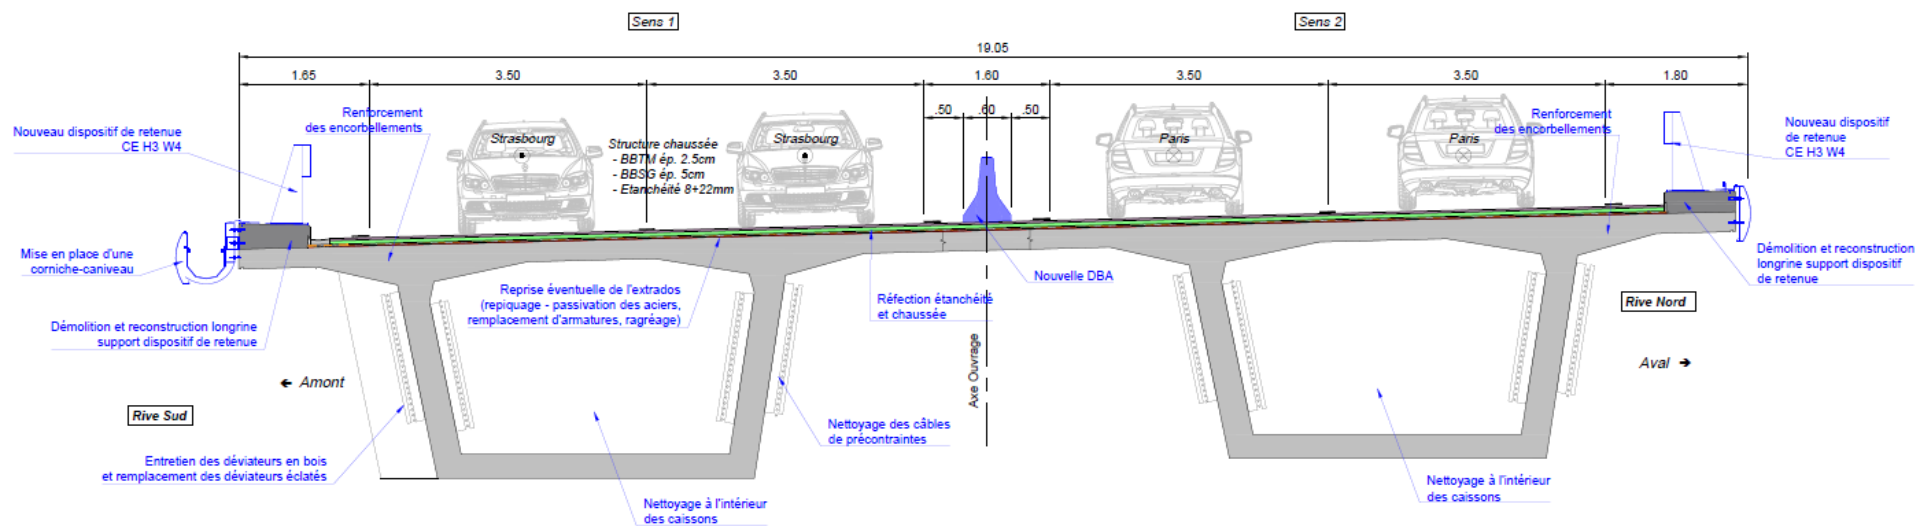 Sens 1
Sens 2
19.05
1.65
3.50
3.50
1.60
3.50
3.50
1.80
.50
.60
.50
Nouveau dispositif de retenue
CE H3 W4
Renforcement
des encorbellements
Strasbourg
Structure chaussée
- BBTM ép. 2.5cm
- BBSG ép. 5cm
- Etanchéité 8+22mm
Strasbourg
Paris
Paris
Renforcement
des encorbellements
Nouveau dispositif
de retenue
CE H3 W4
Mise en place d'une
corniche-caniveau
Démolition et reconstruction longrine
support dispositif de retenue
Reprise éventuelle de l'extrados
(repiquage - passivation des aciers,
remplacement d'armatures, ragréage)
Réfection étanchéité
et chaussée
Nouvelle DBA
Axe Ouvrage
Démolition et reconstruction
longrine support dispositif
de retenue
Rive Nord
Aval →
← Amont
Rive Sud
Nettoyage des câbles
de précontraintes
Entretien des déviateurs en bois
et remplacement des déviateurs éclatés
Nettoyage à l'intérieur
des caissons
Nettoyage à l'intérieur
des caissons